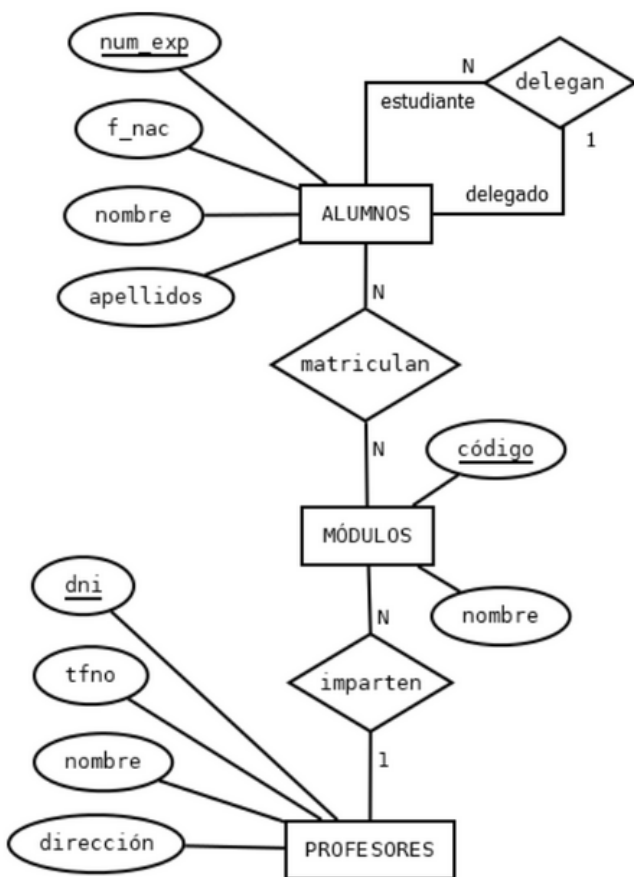 num_exp
N
delegan
estudiante
1
f_nac
delegado
nombre
ALUMNOS
apellidos
N
matriculan
N
código
MÓDULOS
dni
N
nombre
tfno
imparten
nombre
1
dirección
PROFESORES